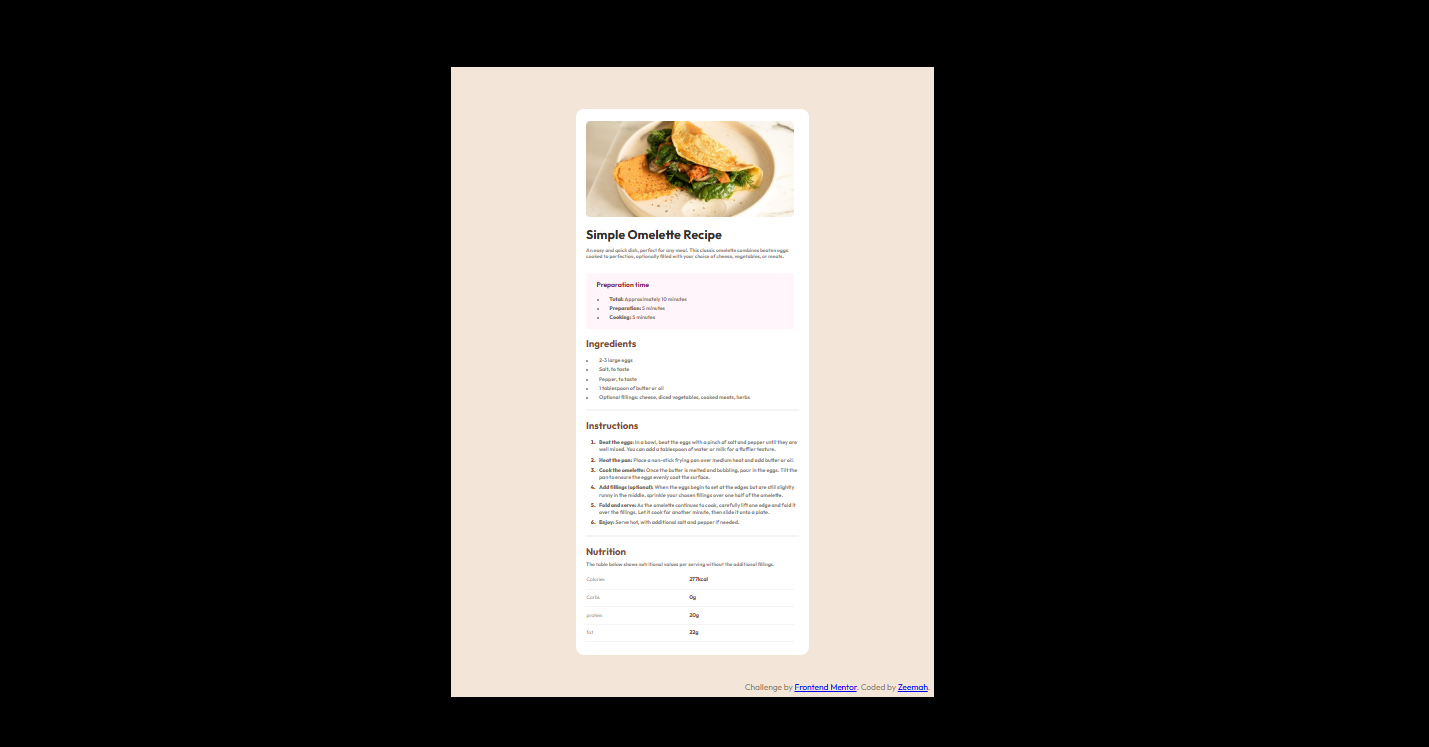 Simple Omelette Recipe
An easy and quick dish, perfect for any meal. This classic omelette combines beaten eggs
cooked to perfection, optionally filled with your choice of cheese, vegetables, or meats.
Preparation time
• Total: Approximately 10 minutes
• Preparation: 5 minutes
• Cooking: 5 minutes
Ingredients
• 2-3 large eggs
• Salt, to taste
• Pepper, to taste
• 1 tablespoon of butter or oil
• Optional fillings: cheese, diced vegetables, cooked meats, herbs
Instructions
1. Beat the eggs: In a bowl, beat the eggs with a pinch of salt and pepper until they are
well mixed. You can add a tablespoon of water or milk for a fluffier texture.
2. Heat the pan: Place a non-stick frying pan over medium heat and add butter or oil.
3. Cook the omelette: Once the butter is melted and bubbling, pour in the eggs. Tilt the
pan to ensure the eggs evenly coat the surface.
4. Add fillings (optional): When the eggs begin to set at the edges but are still slightly
runny in the middle, sprinkle your chosen fillings over one half of the omelette.
5. Fold and serve: As the omelette continues to cook, carefully lift one edge and fold it
over the fillings. Let it cook for another minute, then slide it onto a plate.
6. Enjoy: Serve hot, with additional salt and pepper if needed.
Nutrition
The table below shows nutritional values per serving without the additional fillings.
Calories 277kcal
Carbs 0g
protein 20g
fat 22g
Challenge by Frontend Mentor. Coded by Zeemah.